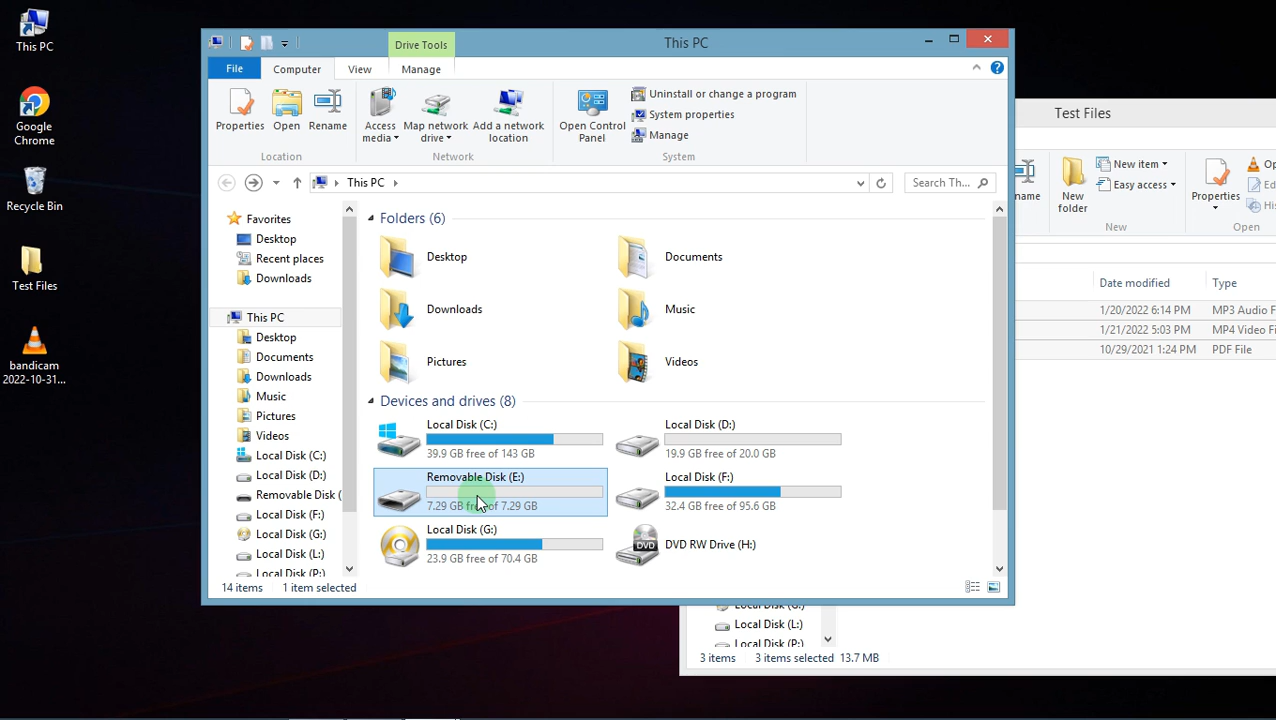 This PC
Google
Chrome
Recycle Bin
Test Files
bandicam
2022-10-31...
Drive Tools
This PC
File
Computer
View
Manage
Properties
Open
Rename
Access
media
Map network
drive
Add a network
location
Open Control
Panel
Uninstall or change a program
System properties
Manage
Location
Network
System
This PC
Search Th...
Favorites
Desktop
Recent places
Downloads
This PC
Desktop
Documents
Downloads
Music
Pictures
Videos
Local Disk (C:)
Local Disk (D:)
Removable Disk (
Local Disk (F:)
Local Disk (G:)
Local Disk (L:)
Local Disk (P:)
Folders (6)
Desktop
Documents
Downloads
Music
Pictures
Videos
Devices and drives (8)
Local Disk (C:)
39.9 GB free of 143 GB
Local Disk (D:)
19.9 GB free of 20.0 GB
Removable Disk (E:)
7.29 GB free of 7.29 GB
Local Disk (F:)
32.4 GB free of 95.6 GB
Local Disk (G:)
23.9 GB free of 70.4 GB
DVD RW Drive (H:)
DVD
14 items
1 item selected
Test Files
name
New
folder
New item
Easy access
Properties
Op
Ed
His
New
Open
Date modified
Type
1/20/2022 6:14 PM
MP3 Audio F
1/21/2022 5:03 PM
MP4 Video Fi
10/29/2021 1:24 PM
PDF File
Local Disk (G:)
Local Disk (L:)
Local Disk (P:)
3 items
3 items selected
13.7 MB